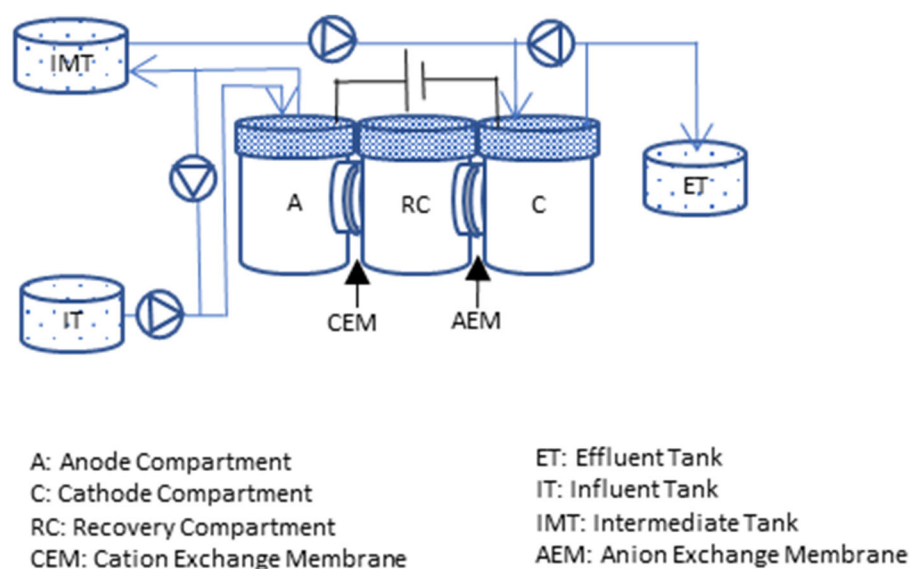 IMT
A
RC
C
ET
IT
CEM
AEM
A: Anode Compartment
C: Cathode Compartment
RC: Recovery Compartment
CEM: Cation Exchange Membrane
ET: Effluent Tank
IT: Influent Tank
IMT: Intermediate Tank
AEM: Anion Exchange Membrane